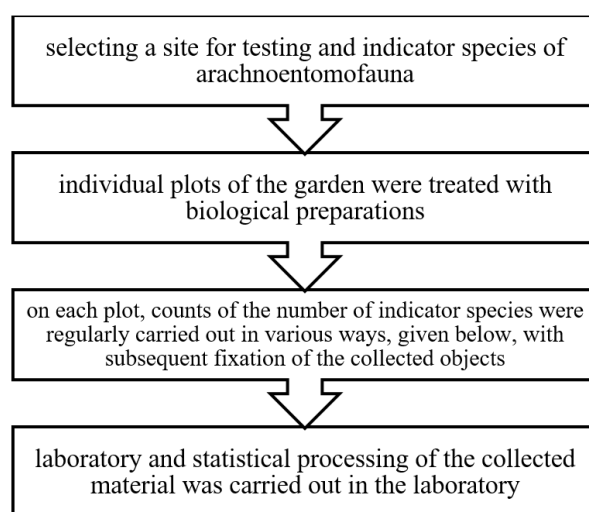 selecting a site for testing and indicator species of
arachnoentomofauna
individual plots of the garden were treated with
biological preparations
on each plot, counts of the number of indicator species were
regularly carried out in various ways, given below, with
subsequent fixation of the collected objects
laboratory and statistical processing of the collected
material was carried out in the laboratory